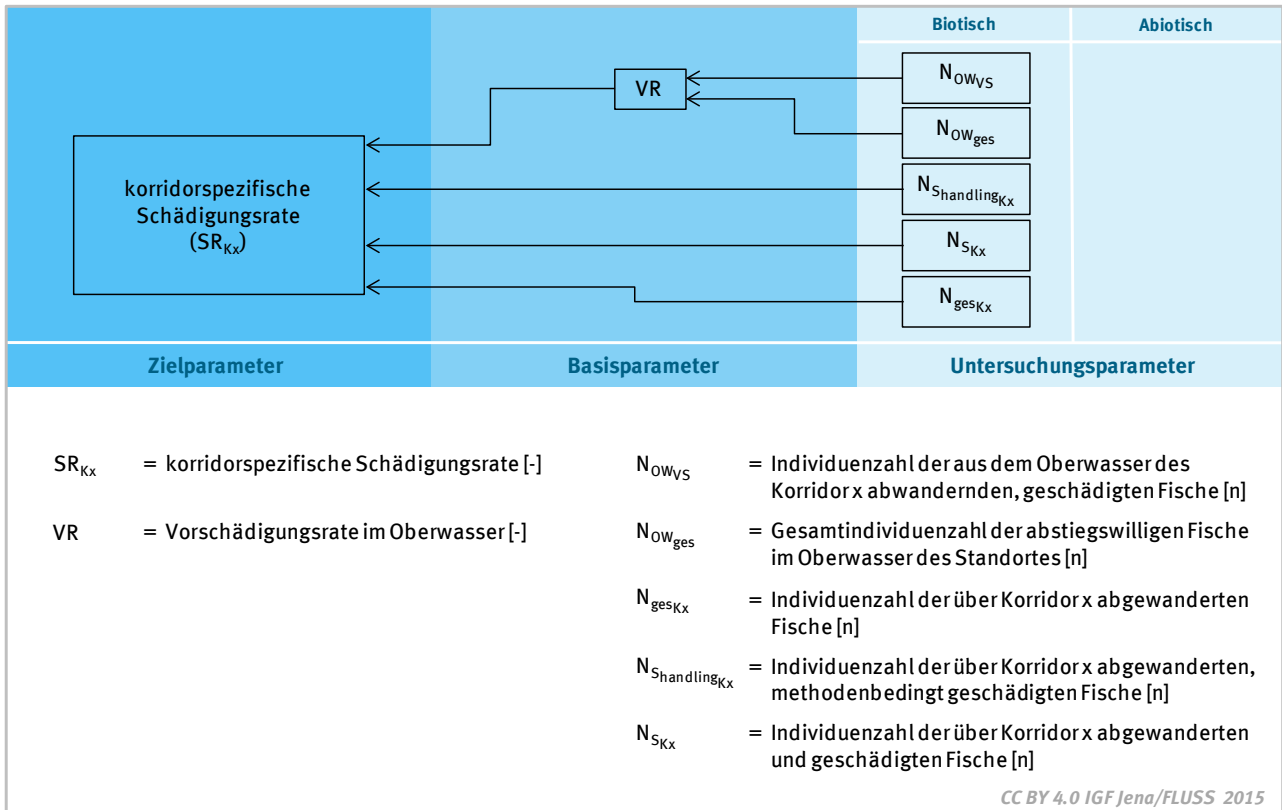 Biotisch
Abiotisch
VR
N_OW_VS
N_OW_ges
N_S_handling_Kx
N_S_Kx
N_ges_Kx
korridorspezifische
Schädigungsrate
(SR_Kx)
Zielparameter
Basisparameter
Untersuchungsparameter
SR_Kx = korridorspezifische Schädigungsrate [-]
VR = Vorschädigungsrate im Oberwasser [-]
N_OW_VS = Individuenzahl der aus dem Oberwasser des
Korridor x abwandernden, geschädigten Fische [n]
N_OW_ges = Gesamtindividuenzahl der abstiegswilligen Fische
im Oberwasser des Standortes [n]
N_ges_Kx = Individuenzahl der über Korridor x abgewanderten
Fische [n]
N_S_handling_Kx = Individuenzahl der über Korridor x abgewanderten,
methodenbedingt geschädigten Fische [n]
N_S_Kx = Individuenzahl der über Korridor x abgewanderten
und geschädigten Fische [n]
CC BY 4.0 IGF Jena/FLUSS 2015